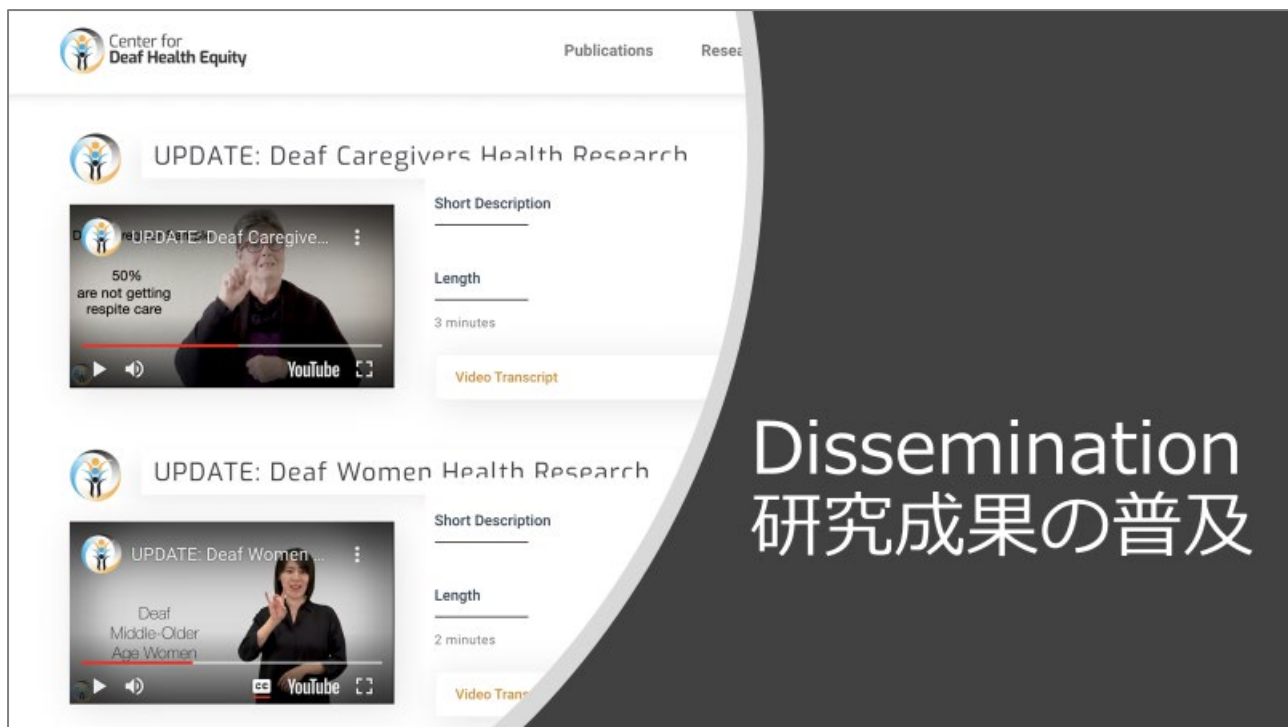 Center for
Deaf Health Equity
Publications
UPDATE: Deaf Caregivers Health Research
UPDATE: Deaf Caregive...
50%
are not getting
respite care
YouTube
Short Description
Length
3 minutes
Video Transcript
UPDATE: Deaf Women Health Research
UPDATE: Deaf Women ...
Deaf
Middle-Older
Age Women
CC YouTube
Short Description
Length
2 minutes
Video
Dissemination
研究成果の普及